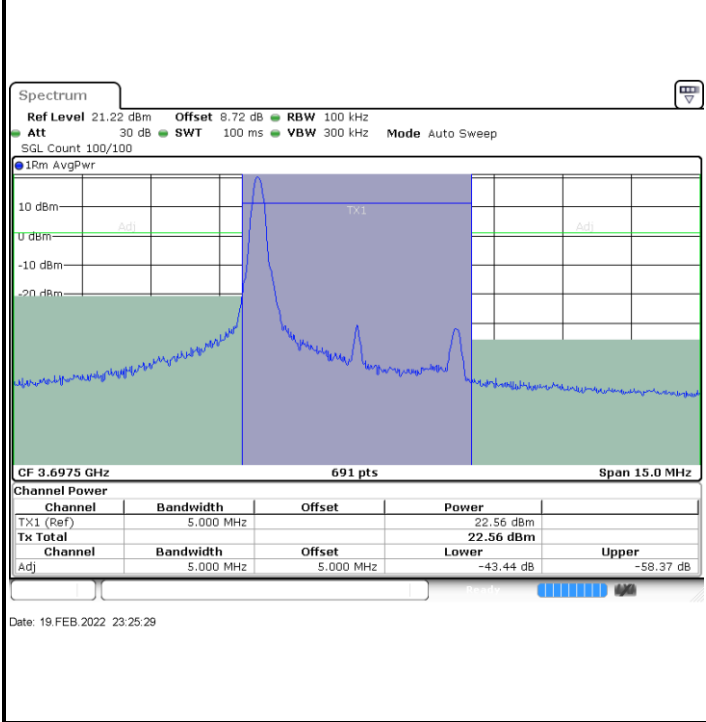 Spectrum
Ref Level 21.22 dBm Offset 8.72 dB RBW 100 kHz
Att 30 dB SWT 100 ms VBW 300 kHz Mode Auto Sweep
SGL Count 100/100
1Rm AvgPwr
10 dBm
TX1
Adj
Adj
0 dBm
-10 dBm
-20 dBm
CF 3.6975 GHz 691 pts Span 15.0 MHz
Channel Power
Channel Bandwidth Offset Power
TX1 (Ref) 5.000 MHz 22.56 dBm
Tx Total 22.56 dBm
Channel Bandwidth Offset Lower Upper
Adj 5.000 MHz 5.000 MHz -43.44 dB -58.37 dB
Ready
Date: 19.FEB.2022 23:25:29